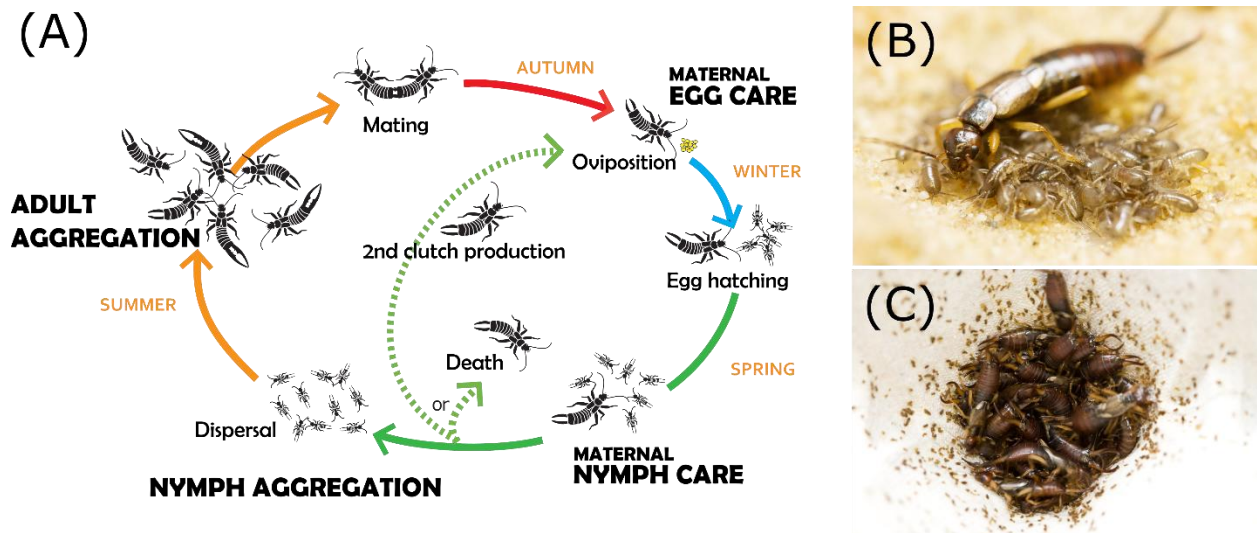 (A)
AUTUMN
Mating
MATERNAL
EGG CARE
Oviposition
WINTER
ADULT
AGGREGATION
2nd clutch production
Egg hatching
SUMMER
Death
SPRING
or
Dispersal
MATERNAL
NYMPH CARE
NYMPH AGGREGATION
(B)
(C)